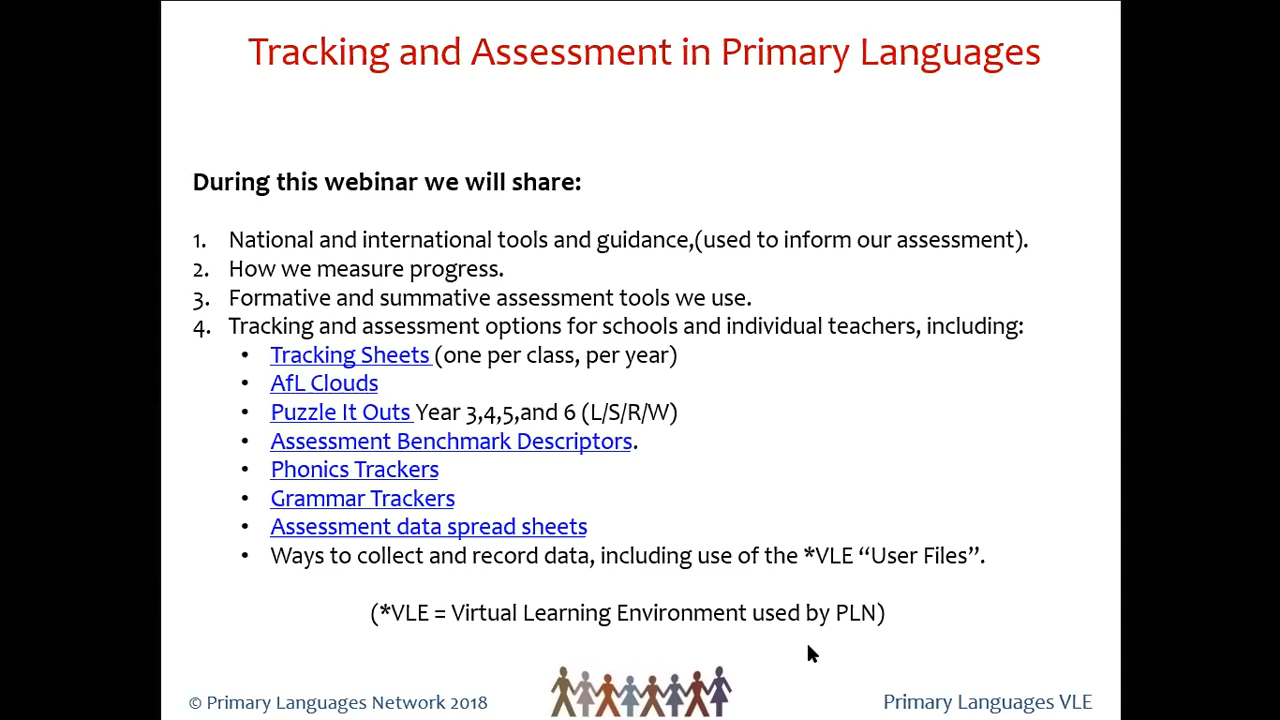 Tracking and Assessment in Primary Languages
During this webinar we will share:
1. National and international tools and guidance,(used to inform our assessment).
2. How we measure progress.
3. Formative and summative assessment tools we use.
4. Tracking and assessment options for schools and individual teachers, including:
• Tracking Sheets (one per class, per year)
• AfL Clouds
• Puzzle It Outs Year 3,4,5,and 6 (L/S/R/W)
• Assessment Benchmark Descriptors.
• Phonics Trackers
• Grammar Trackers
• Assessment data spread sheets
• Ways to collect and record data, including use of the *VLE “User Files”.
(*VLE = Virtual Learning Environment used by PLN)
© Primary Languages Network 2018
Primary Languages VLE